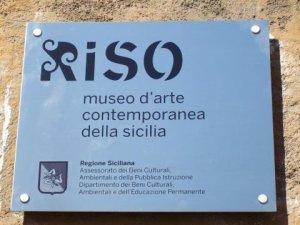 RISO
museo d'arte
contemporanea
della sicilia
Regione Siciliana
Assessorato dei Beni Culturali,
Ambientali e della Pubblica Istruzione
Dipartimento dei Beni Culturali,
Ambientali e dell'Educazione Permanente